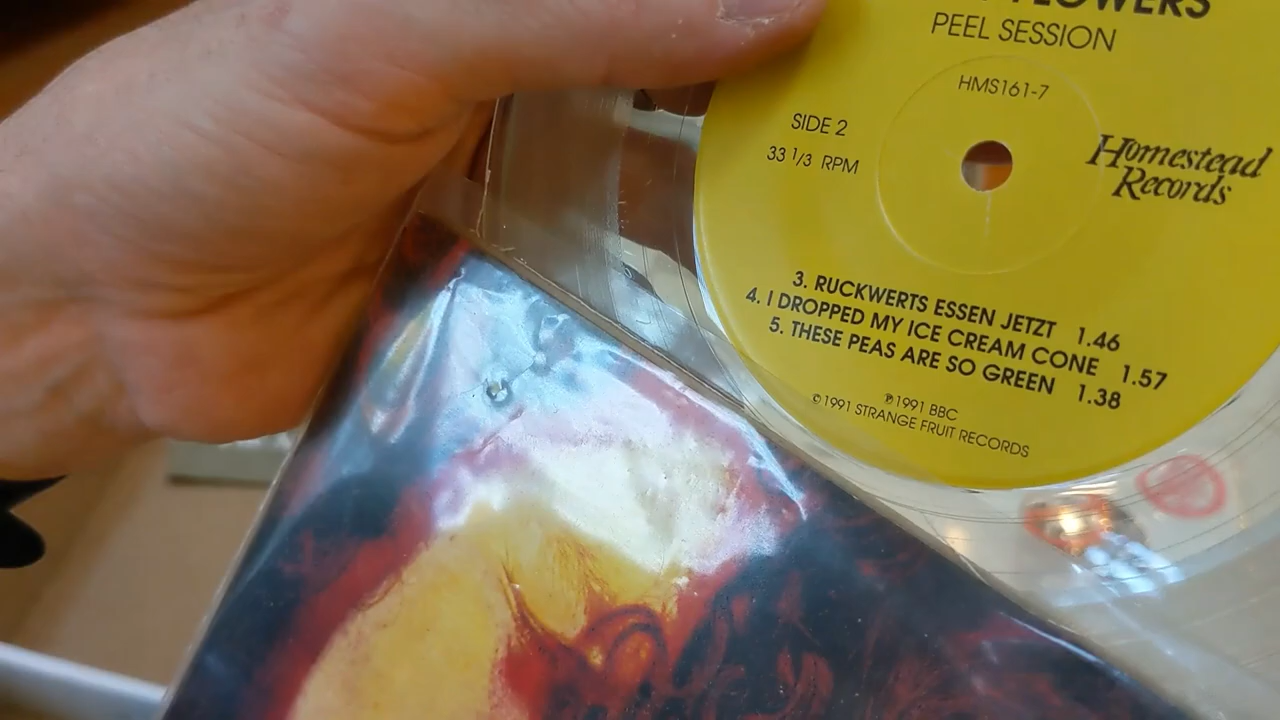 FLOWERS
PEEL SESSION
HMS161-7
SIDE 2
33 1/3 RPM
Homestead
Records
3. RUCKWERTS ESSEN JETZT 1.46
4. I DROPPED MY ICE CREAM CONE 1.57
5. THESE PEAS ARE SO GREEN 1.38
℗ 1991 BBC
© 1991 STRANGE FRUIT RECORDS